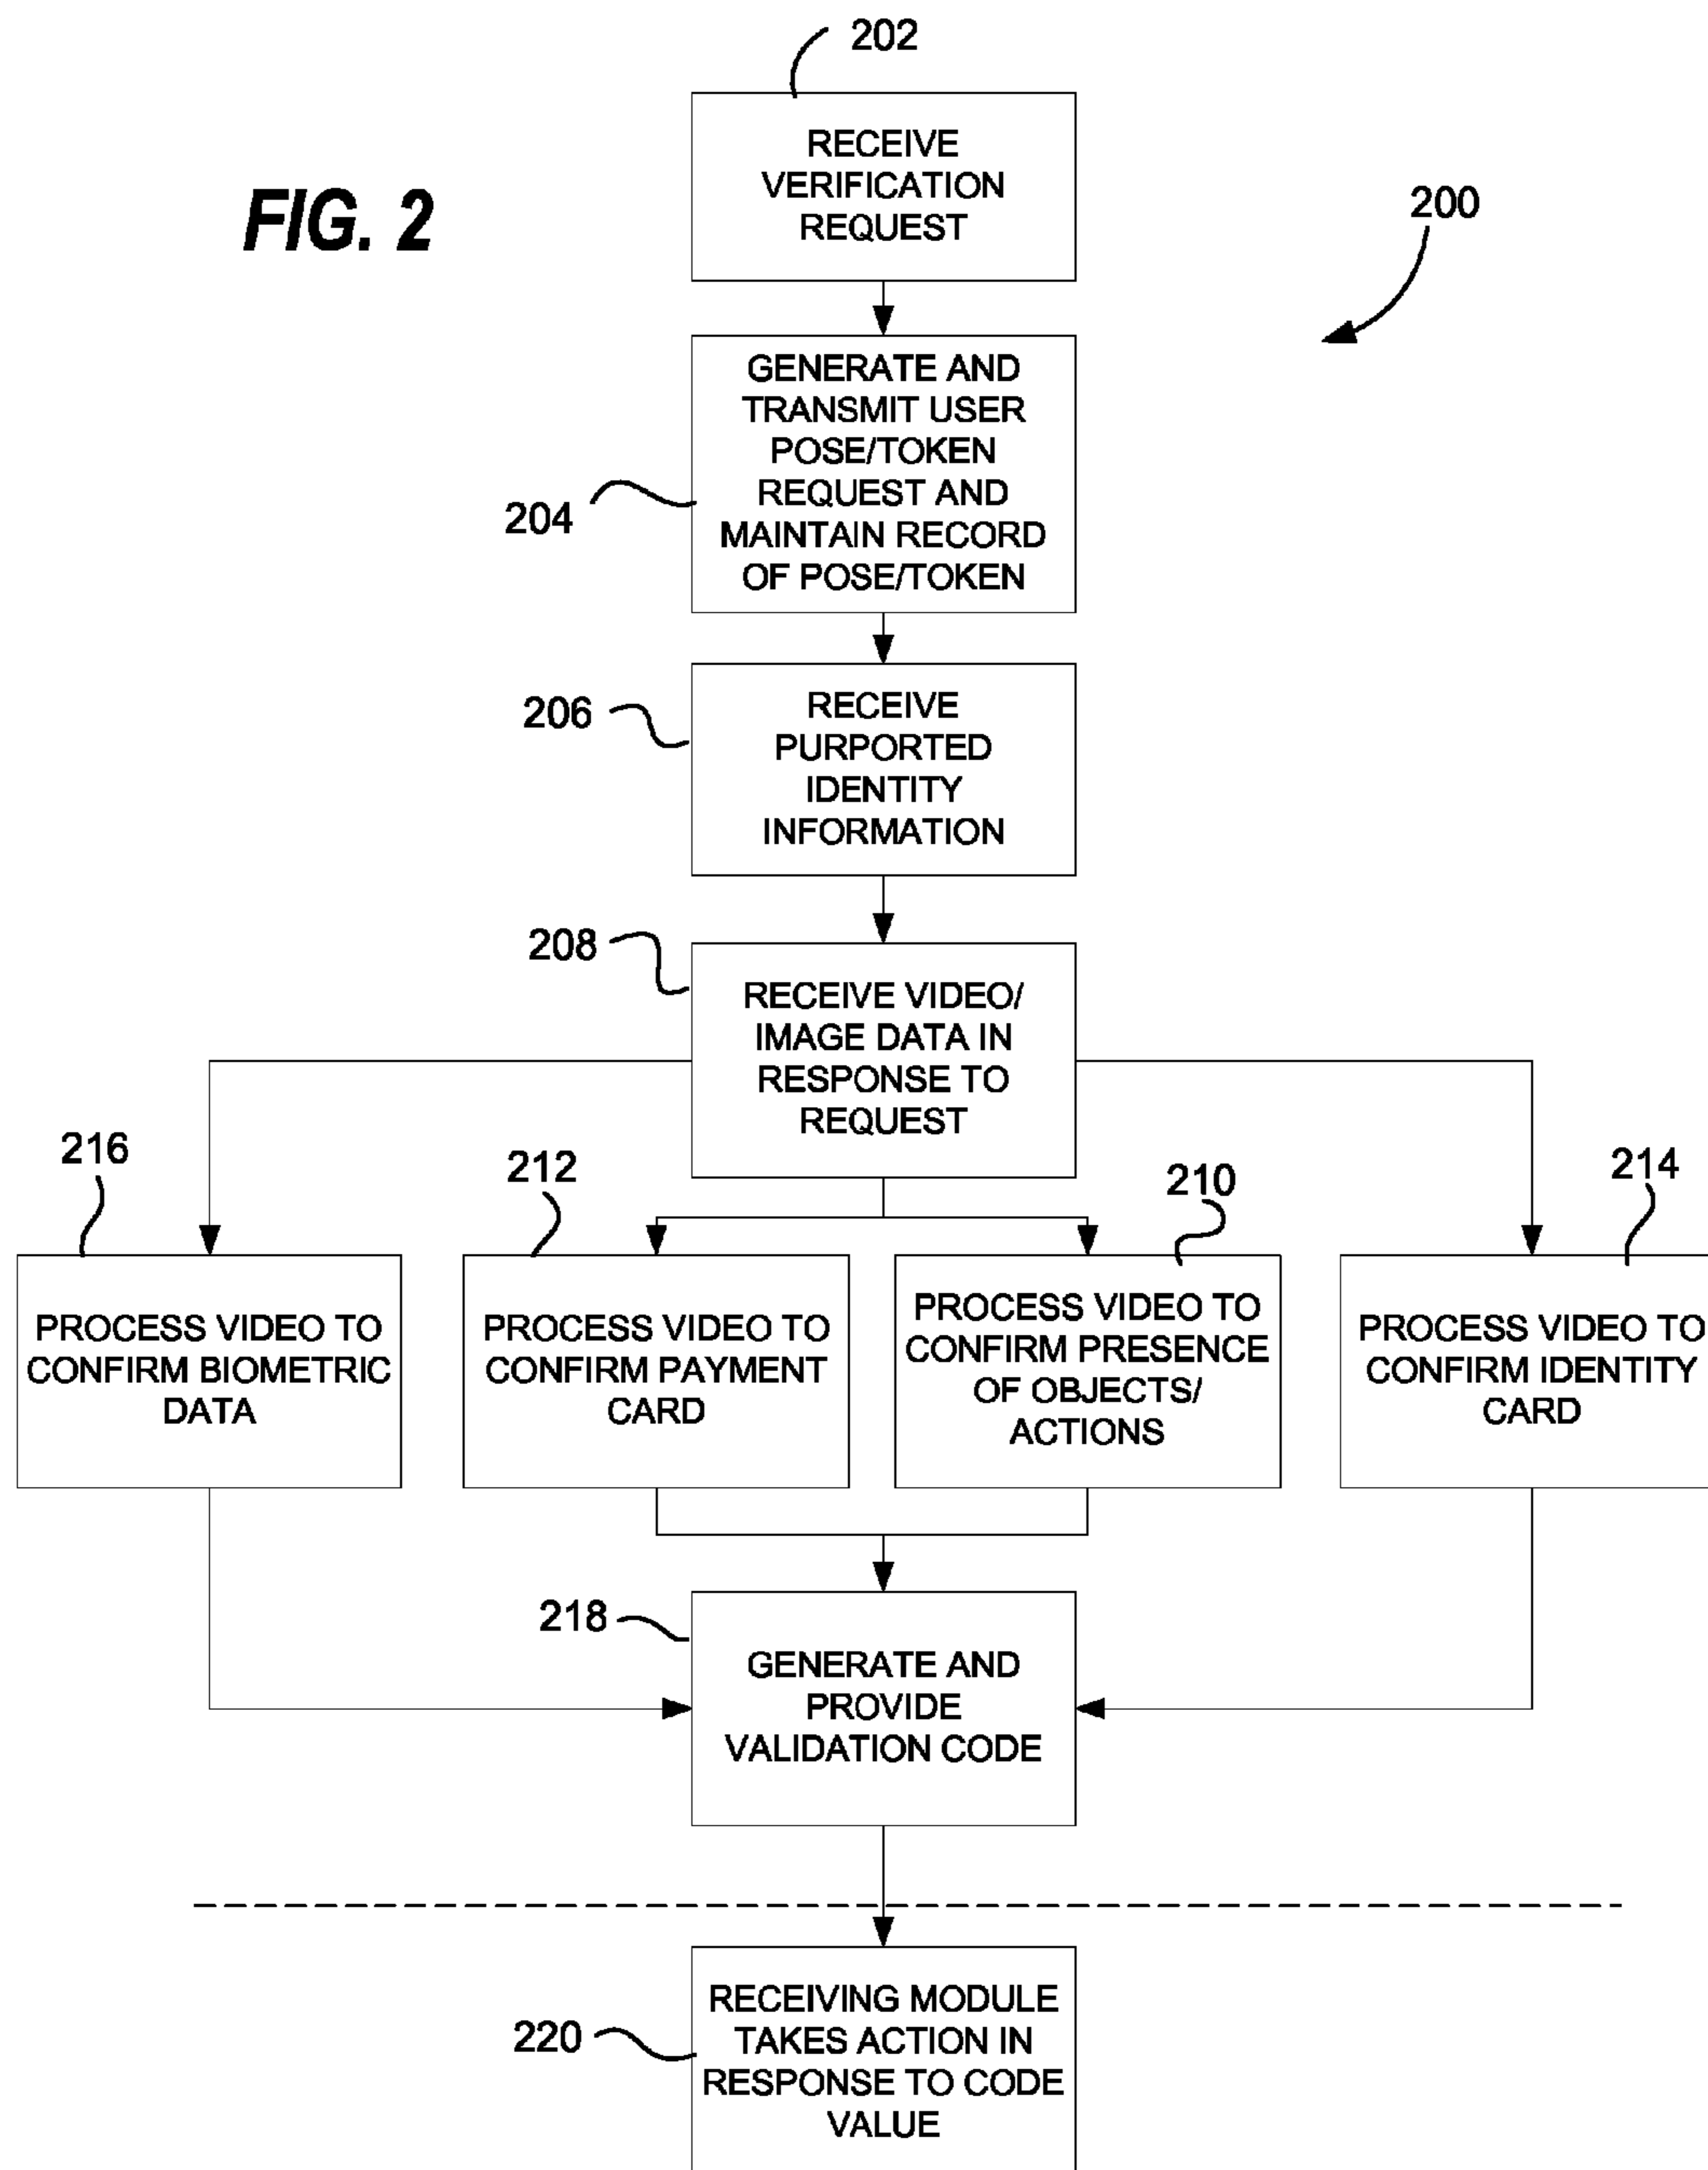 202
RECEIVE
VERIFICATION
REQUEST
FIG. 2
200
GENERATE AND
TRANSMIT USER
POSE/TOKEN
REQUEST AND
MAINTAIN RECORD
OF POSE/TOKEN
204
RECEIVE
PURPORTED
IDENTITY
INFORMATION
206
208
RECEIVE VIDEO/
IMAGE DATA IN
RESPONSE TO
REQUEST
216
212
210
214
PROCESS VIDEO TO
CONFIRM BIOMETRIC
DATA
PROCESS VIDEO TO
CONFIRM PAYMENT
CARD
PROCESS VIDEO TO
CONFIRM PRESENCE
OF OBJECTS/
ACTIONS
PROCESS VIDEO TO
CONFIRM IDENTITY
CARD
218
GENERATE AND
PROVIDE
VALIDATION CODE
220
RECEIVING MODULE
TAKES ACTION IN
RESPONSE TO CODE
VALUE